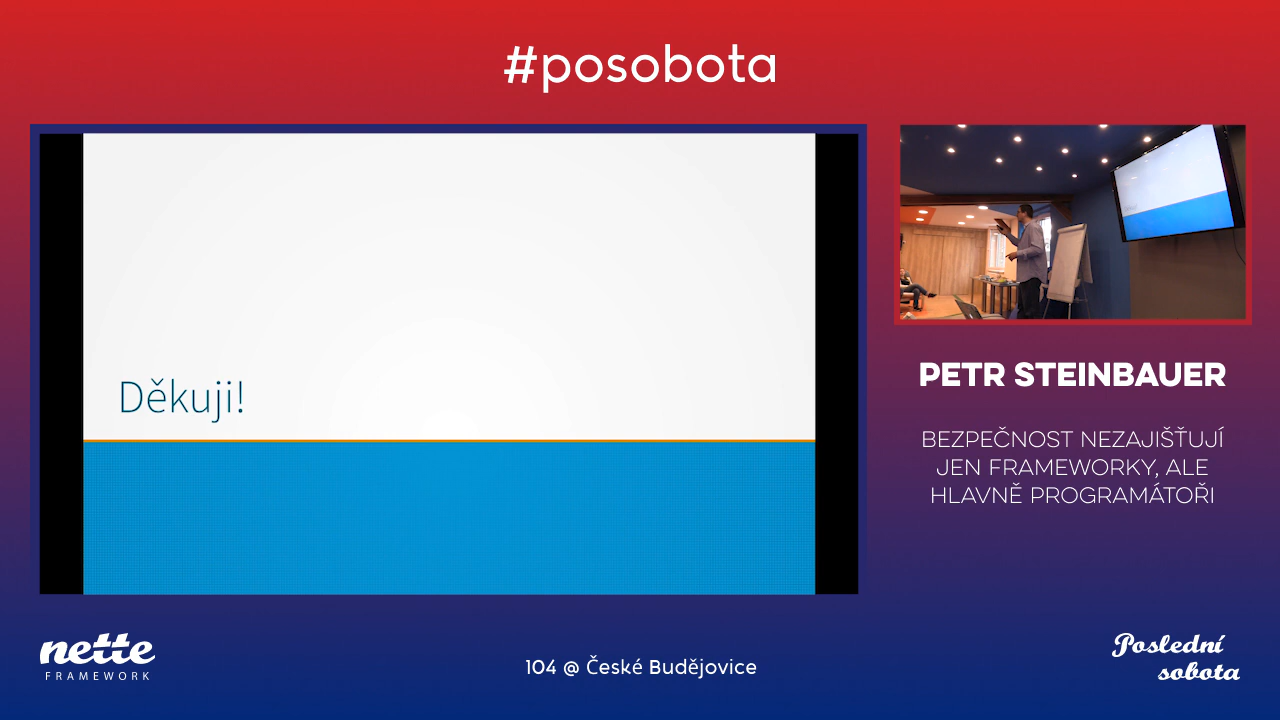 #posobota
Děkuji!
PETR STEINBAUER
BEZPEČNOST NEZAJIŠŤUJÍ
JEN FRAMEWORKY, ALE
HLAVNĚ PROGRAMÁTOŘI
nette
FRAMEWORK
104 @ České Budějovice
Poslední
sobota